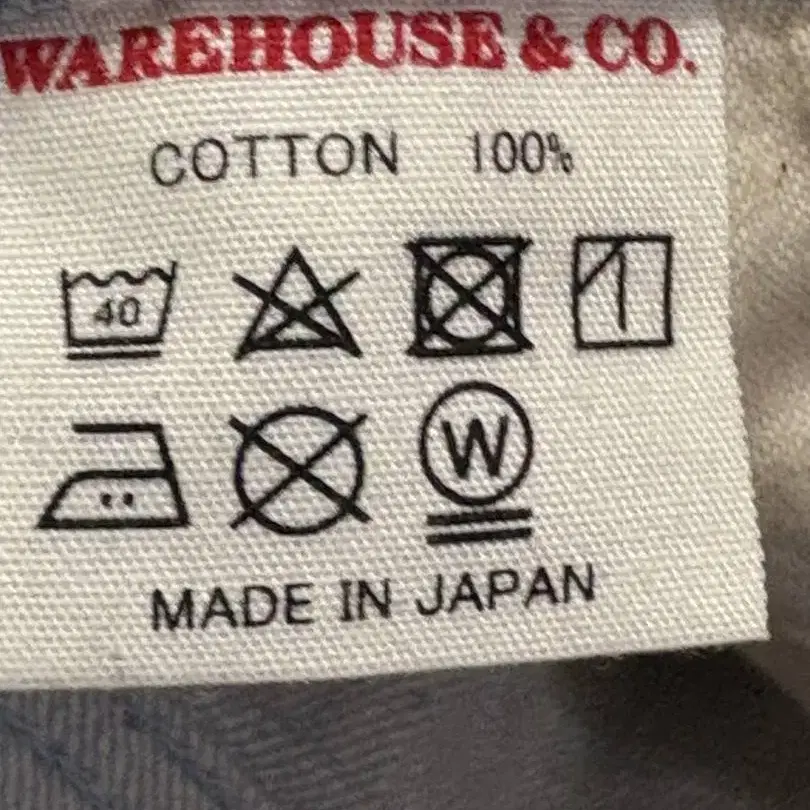 WAREHOUSE & CO.
COTTON 100%
40
W
MADE IN JAPAN